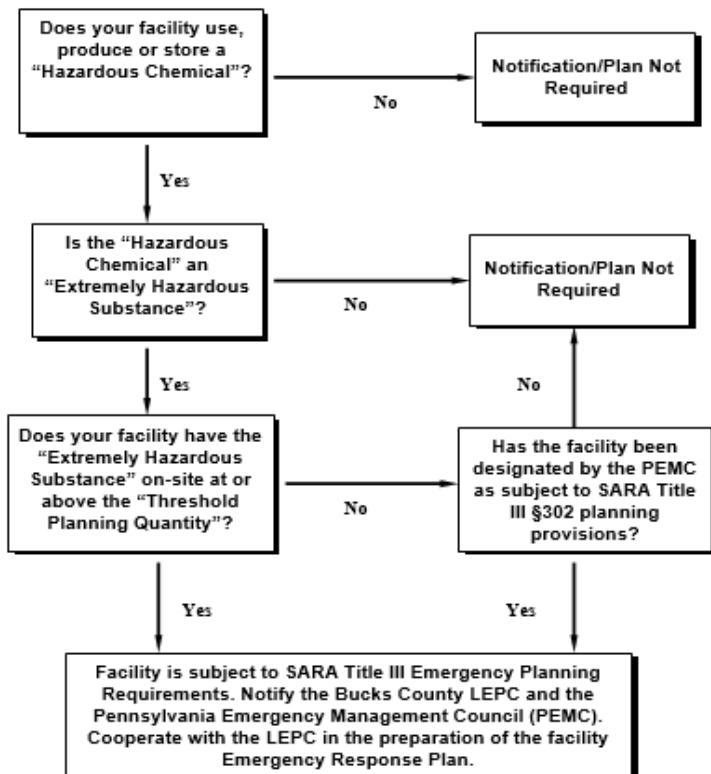 Does your facility use,
produce or store a
“Hazardous Chemical”?
Notification/Plan Not
Required
No
Yes
Is the “Hazardous
Chemical” an
“Extremely Hazardous
Substance”?
Notification/Plan Not
Required
No
Yes
No
Does your facility have the
“Extremely Hazardous
Substance” on-site at or
above the “Threshold
Planning Quantity”?
Has the facility been
designated by the PEMC
as subject to SARA Title
III §302 planning
provisions?
No
Yes
Yes
Facility is subject to SARA Title III Emergency Planning
Requirements. Notify the Bucks County LEPC and the
Pennsylvania Emergency Management Council (PEMC).
Cooperate with the LEPC in the preparation of the facility
Emergency Response Plan.